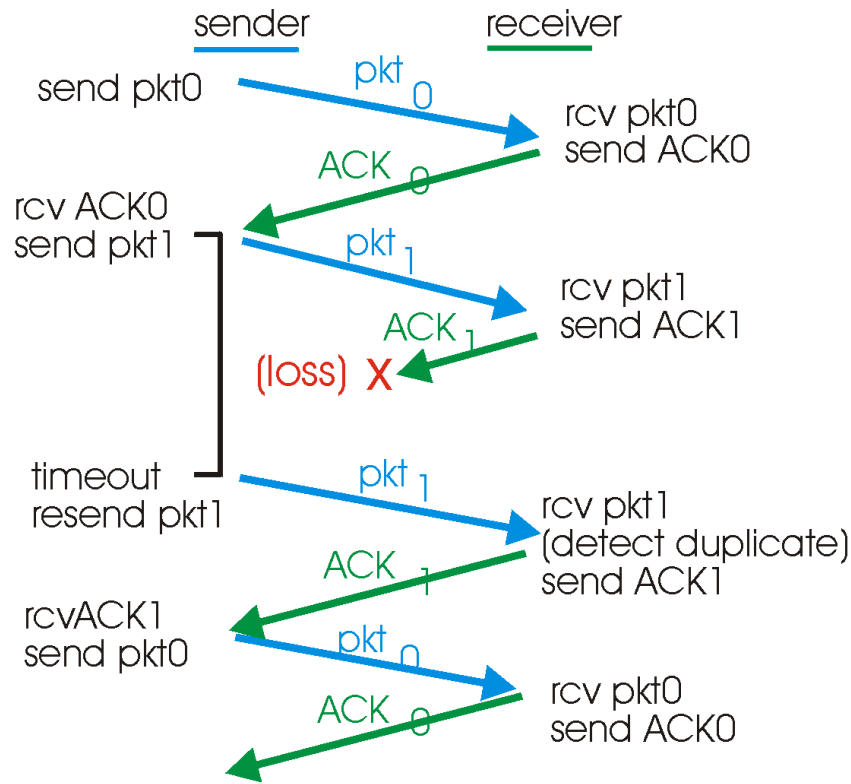 sender
receiver
send pkt0
pkt 0
rcv pkt0
send ACK0
ACK 0
rcv ACK0
send pkt1
pkt 1
rcv pkt1
send ACK1
ACK 1
(loss) X
timeout
resend pkt1
pkt 1
rcv pkt1
(detect duplicate)
send ACK1
ACK 1
rcvACK1
send pkt0
pkt 0
rcv pkt0
send ACK0
ACK 0